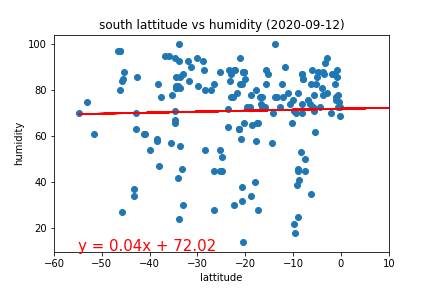 south lattitude vs humidity (2020-09-12)
100
80
60
40
20
humidity
y = 0.04x + 72.02
−60 −50 −40 −30 −20 −10 0 10
lattitude